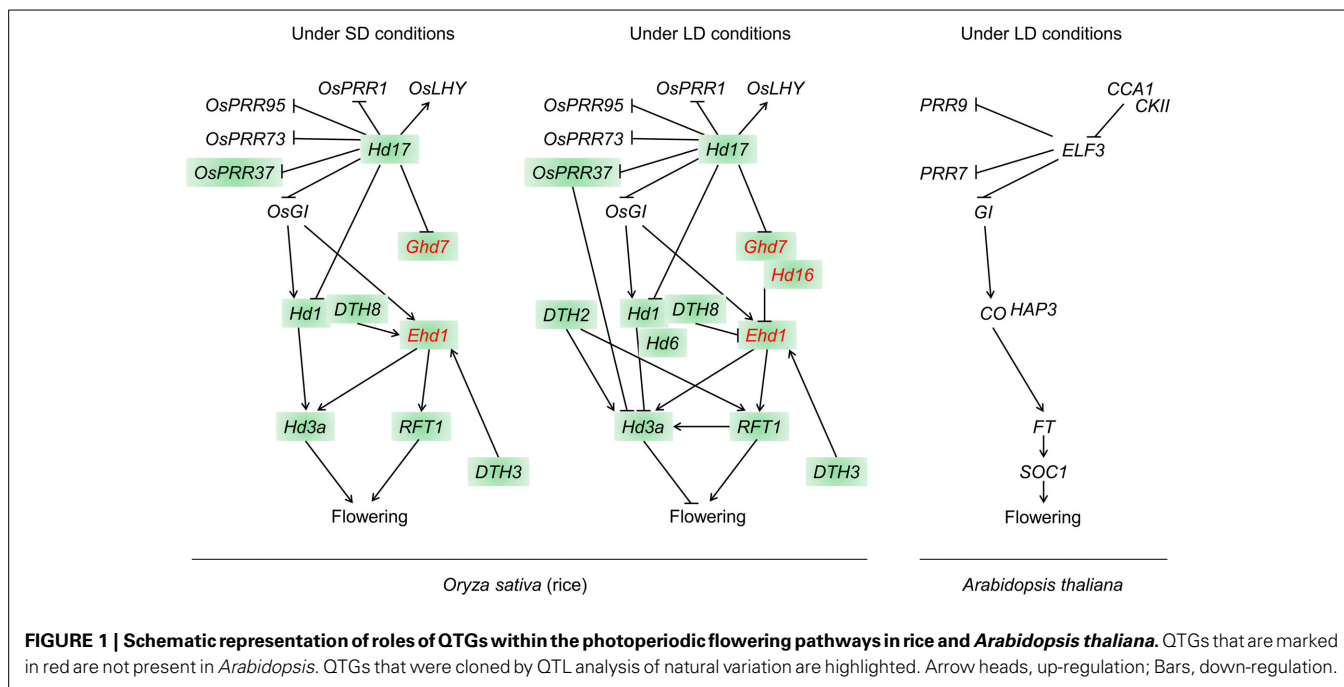 Under SD conditions
Under LD conditions
Under LD conditions
OsPRR1
OsLHY
OsPRR95
OsPRR73
Hd17
OsPRR37
OsGI
Ghd7
Hd1
DTH8
Ehd1
Hd3a
RFT1
DTH3
Flowering
OsPRR1
OsLHY
OsPRR95
OsPRR73
Hd17
OsPRR37
OsGI
Ghd7
Hd16
DTH2
Hd1
DTH8
Ehd1
Hd6
Hd3a
RFT1
DTH3
Flowering
CCA1
CKII
PRR9
ELF3
PRR7
GI
CO
HAP3
FT
SOC1
Flowering
Oryza sativa (rice)
Arabidopsis thaliana
FIGURE 1 | Schematic representation of roles of QTGs within the photoperiodic flowering pathways in rice and Arabidopsis thaliana. QTGs that are marked
in red are not present in Arabidopsis. QTGs that were cloned by QTL analysis of natural variation are highlighted. Arrow heads, up-regulation; Bars, down-regulation.